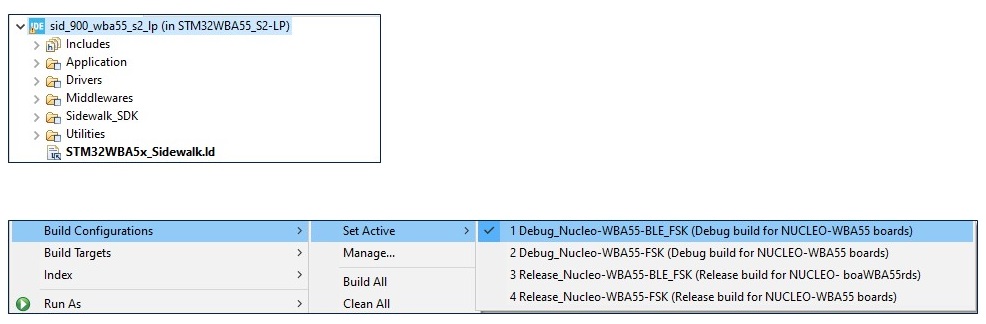 sid_900_wba55_s2_lp (in STM32WBA55_S2-LP)
Includes
Application
Drivers
Middlewares
Sidewalk_SDK
Utilities
STM32WBA5x_Sidewalk.ld
Build Configurations
Build Targets
Index
Run As
Set Active
Manage...
Build All
Clean All
1 Debug_Nucleo-WBA55-BLE_FSK (Debug build for NUCLEO-WBA55 boards)
2 Debug_Nucleo-WBA55-FSK (Debug build for NUCLEO-WBA55 boards)
3 Release_Nucleo-WBA55-BLE_FSK (Release build for NUCLEO- boaWBA55rds)
4 Release_Nucleo-WBA55-FSK (Release build for NUCLEO-WBA55 boards)